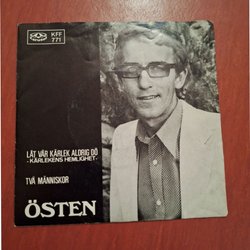 KFF
771
LÅT VÅR KÄRLEK ALDRIG DÖ
- KÄRLEKENS HEMLIGHET -
TVÅ MÄNNISKOR
ÖSTEN